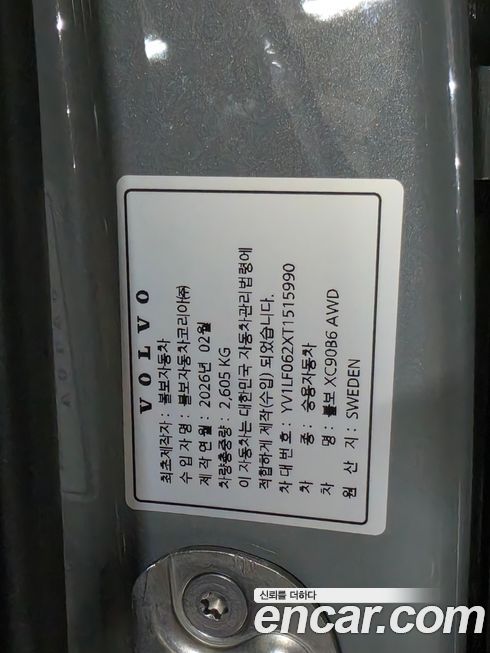 VOLVO
최초제작자 : 볼보자동차
수 입 자 명 : 볼보자동차코리아㈜
제 작 연 월 : 2026년 02월
차량총중량 : 2,605 KG
이 자동차는 대한민국 자동차관리법령에
적합하게 제작(수입) 되었습니다.
차 대 번 호 : YV1LF062XT1515990
차 종 : 승용자동차
차 명 : 볼보 XC90B6 AWD
원 산 지 : SWEDEN
신뢰를 더하다
encar.com